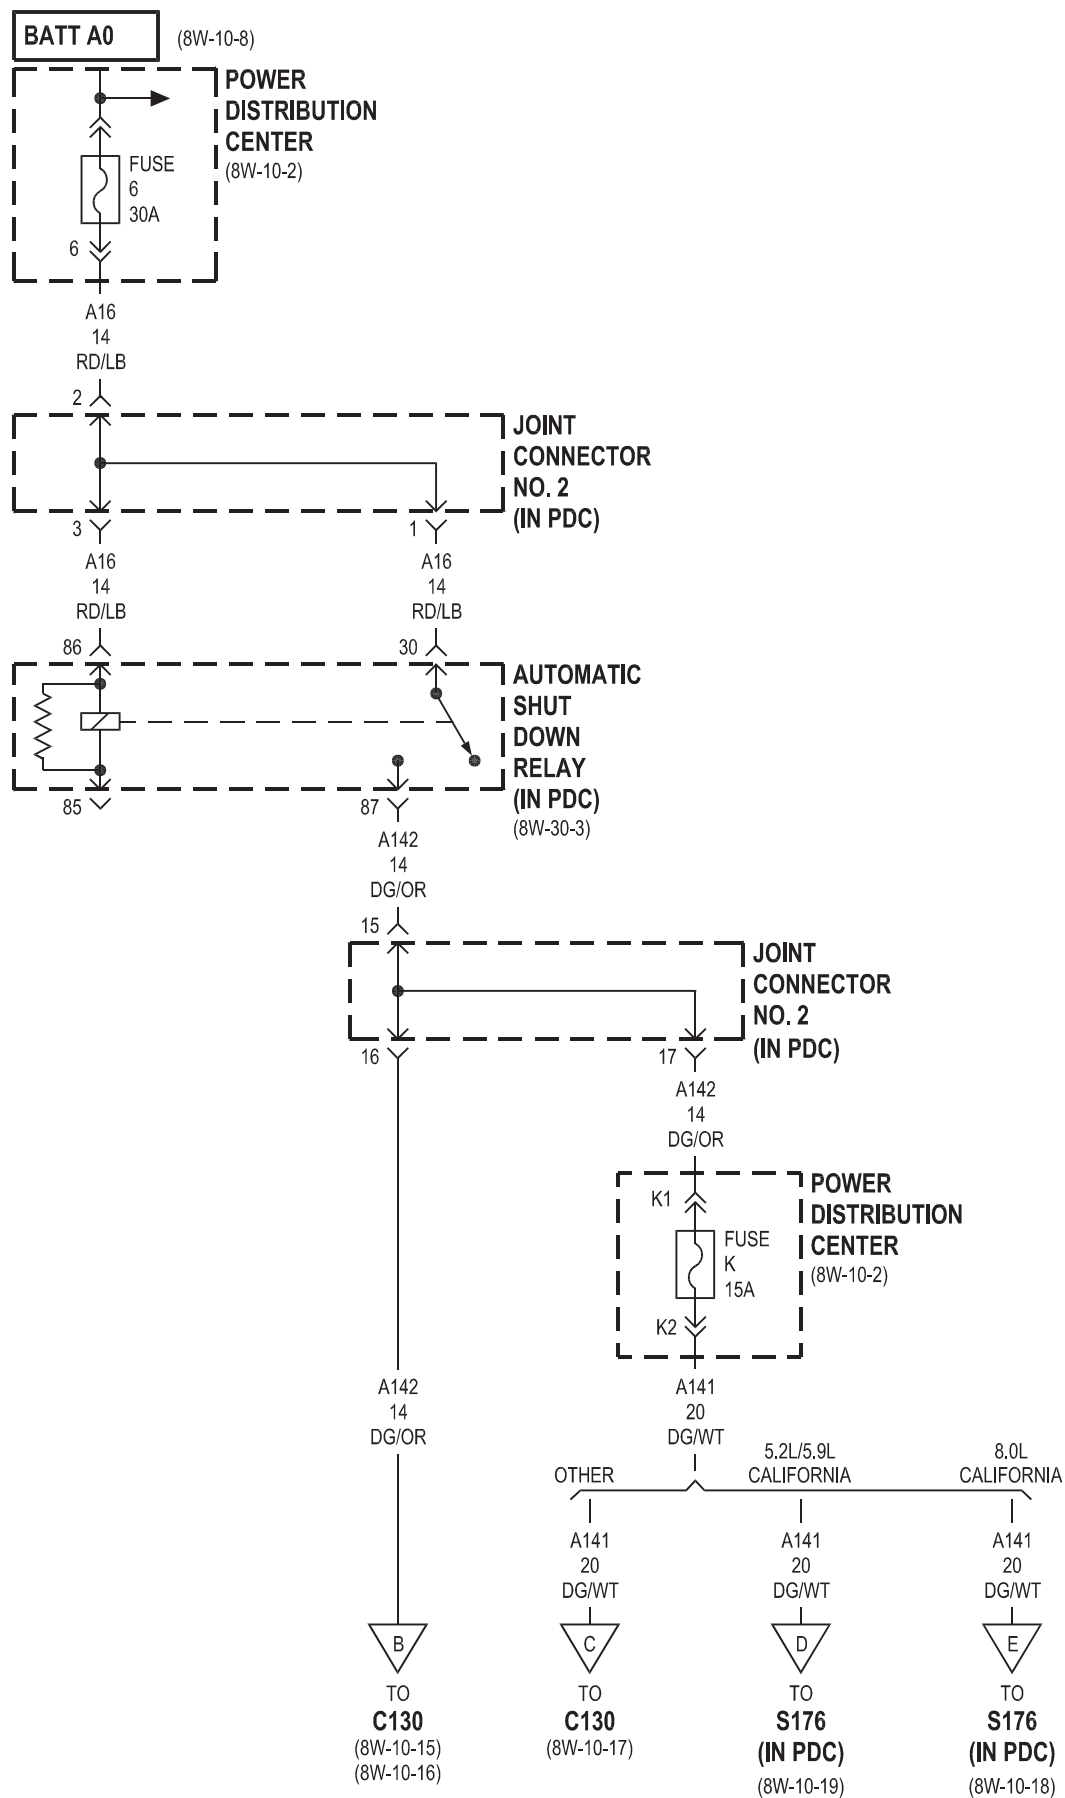 BATT A0
(8W-10-8)
POWER
DISTRIBUTION
CENTER
(8W-10-2)
FUSE
6
30A
6
A16
14
RD/LB
2
JOINT
CONNECTOR
NO. 2
(IN PDC)
3
1
A16
14
RD/LB
A16
14
RD/LB
86
30
AUTOMATIC
SHUT
DOWN
RELAY
(IN PDC)
(8W-30-3)
85
87
A142
14
DG/OR
15
JOINT
CONNECTOR
NO. 2
(IN PDC)
16
17
A142
14
DG/OR
POWER
DISTRIBUTION
CENTER
(8W-10-2)
K1
FUSE
K
15A
K2
A142
14
DG/OR
A141
20
DG/WT
OTHER
5.2L/5.9L
CALIFORNIA
8.0L
CALIFORNIA
A141
20
DG/WT
A141
20
DG/WT
A141
20
DG/WT
B
TO
C130
(8W-10-15)
(8W-10-16)
C
TO
C130
(8W-10-17)
D
TO
S176
(IN PDC)
(8W-10-19)
E
TO
S176
(IN PDC)
(8W-10-18)